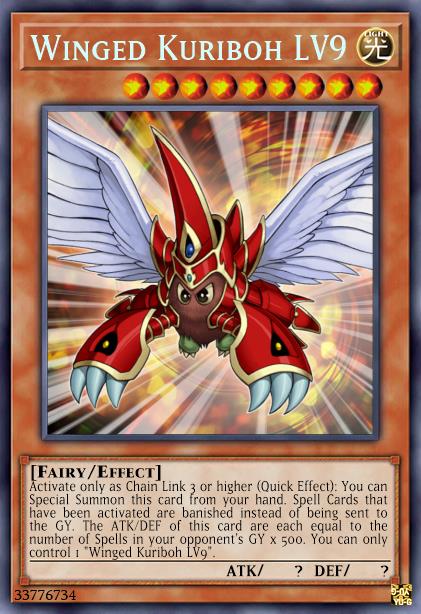 Winged Kuriboh LV9
LIGHT
光
[Fairy/Effect]
Activate only as Chain Link 3 or higher (Quick Effect): You can
Special Summon this card from your hand. Spell Cards that
have been activated are banished instead of being sent
to the GY. The ATK/DEF of this card are each equal to the
number of Spells in your opponent's GY x 500. You can only
control 1 "Winged Kuriboh LV9".
ATK/ ? DEF/ ?
33776734